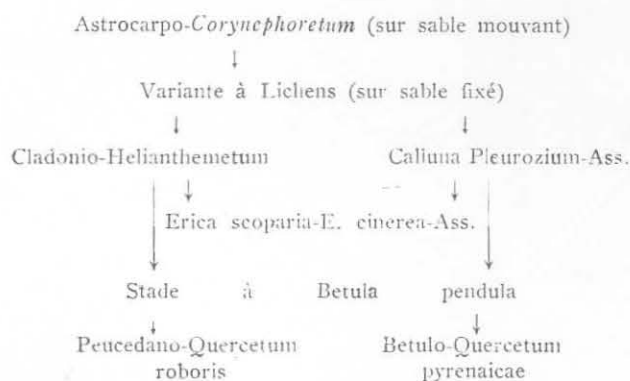 Astrocarpo-Corynephoretum (sur sable mouvant)
Variante à Lichens (sur sable fixé)
Cladonio-Helianthemetum Calluna Pleurozium-Ass.
Erica scoparia-E. cinerea-Ass.
Stade à Betula pendula
Peucedano-Quercetum Betulo-Quercetum
roboris pyrenaicae